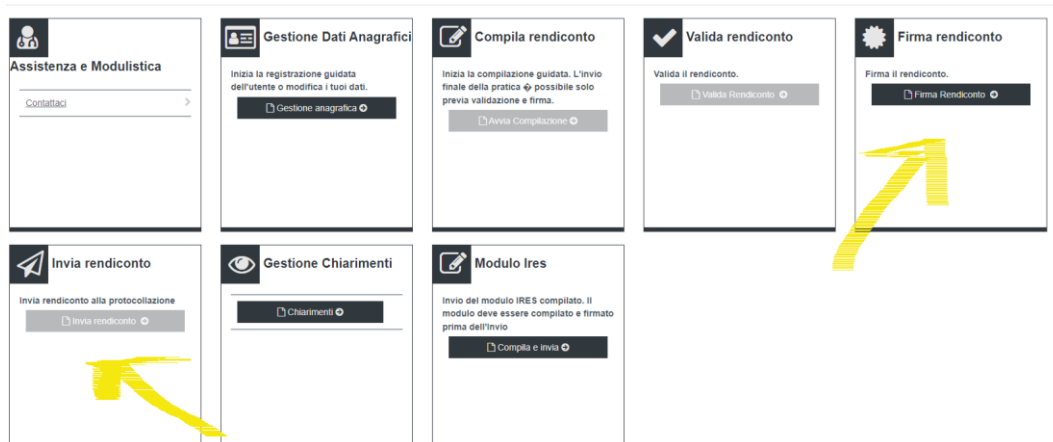 Assistenza e Modulistica
Contattaci
Gestione Dati Anagrafici
Inizia la registrazione guidata
dell'utente o modifica i tuoi dati.
Gestione anagrafica
Compila rendiconto
Inizia la compilazione guidata. L'invio
finale della pratica � possibile solo
previa validazione e firma.
Avvia Compilazione
Valida rendiconto
Valida il rendiconto.
Valida Rendiconto
Firma rendiconto
Firma il rendiconto.
Firma Rendiconto
Invia rendiconto
Invia rendiconto alla protocollazione
Invia rendiconto
Gestione Chiarimenti
Chiarimenti
Modulo Ires
Invio del modulo IRES compilato. Il
modulo deve essere compilato e firmato
prima dell'Invio
Compila e invia